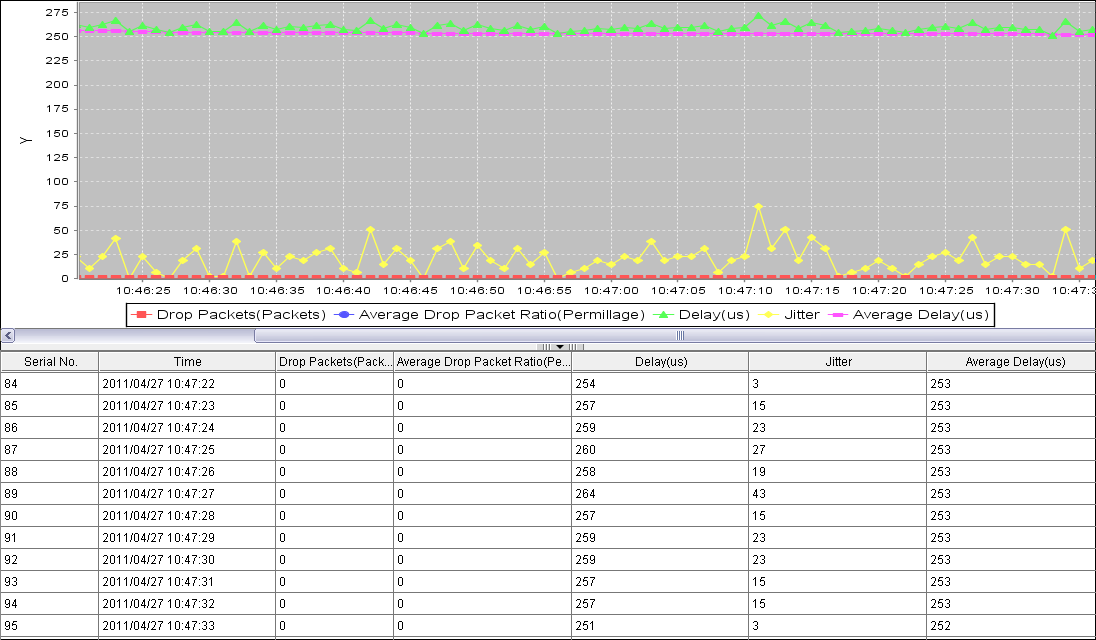 275
250
225
200
175
150
125
100
75
50
25
0
Y
10:46:25 10:46:30 10:46:35 10:46:40 10:46:45 10:46:50 10:46:55 10:47:00 10:47:05 10:47:10 10:47:15 10:47:20 10:47:25 10:47:30 10:47:3
Drop Packets(Packets) Average Drop Packet Ratio(Permillage) Delay(us) Jitter Average Delay(us)
Serial No. Time Drop Packets(Pack... Average Drop Packet Ratio(Pe... Delay(us) Jitter Average Delay(us)
84 2011/04/27 10:47:22 0 0 254 3 253
85 2011/04/27 10:47:23 0 0 257 15 253
86 2011/04/27 10:47:24 0 0 259 23 253
87 2011/04/27 10:47:25 0 0 260 27 253
88 2011/04/27 10:47:26 0 0 258 19 253
89 2011/04/27 10:47:27 0 0 264 43 253
90 2011/04/27 10:47:28 0 0 257 15 253
91 2011/04/27 10:47:29 0 0 259 23 253
92 2011/04/27 10:47:30 0 0 259 23 253
93 2011/04/27 10:47:31 0 0 257 15 253
94 2011/04/27 10:47:32 0 0 257 15 253
95 2011/04/27 10:47:33 0 0 251 3 252